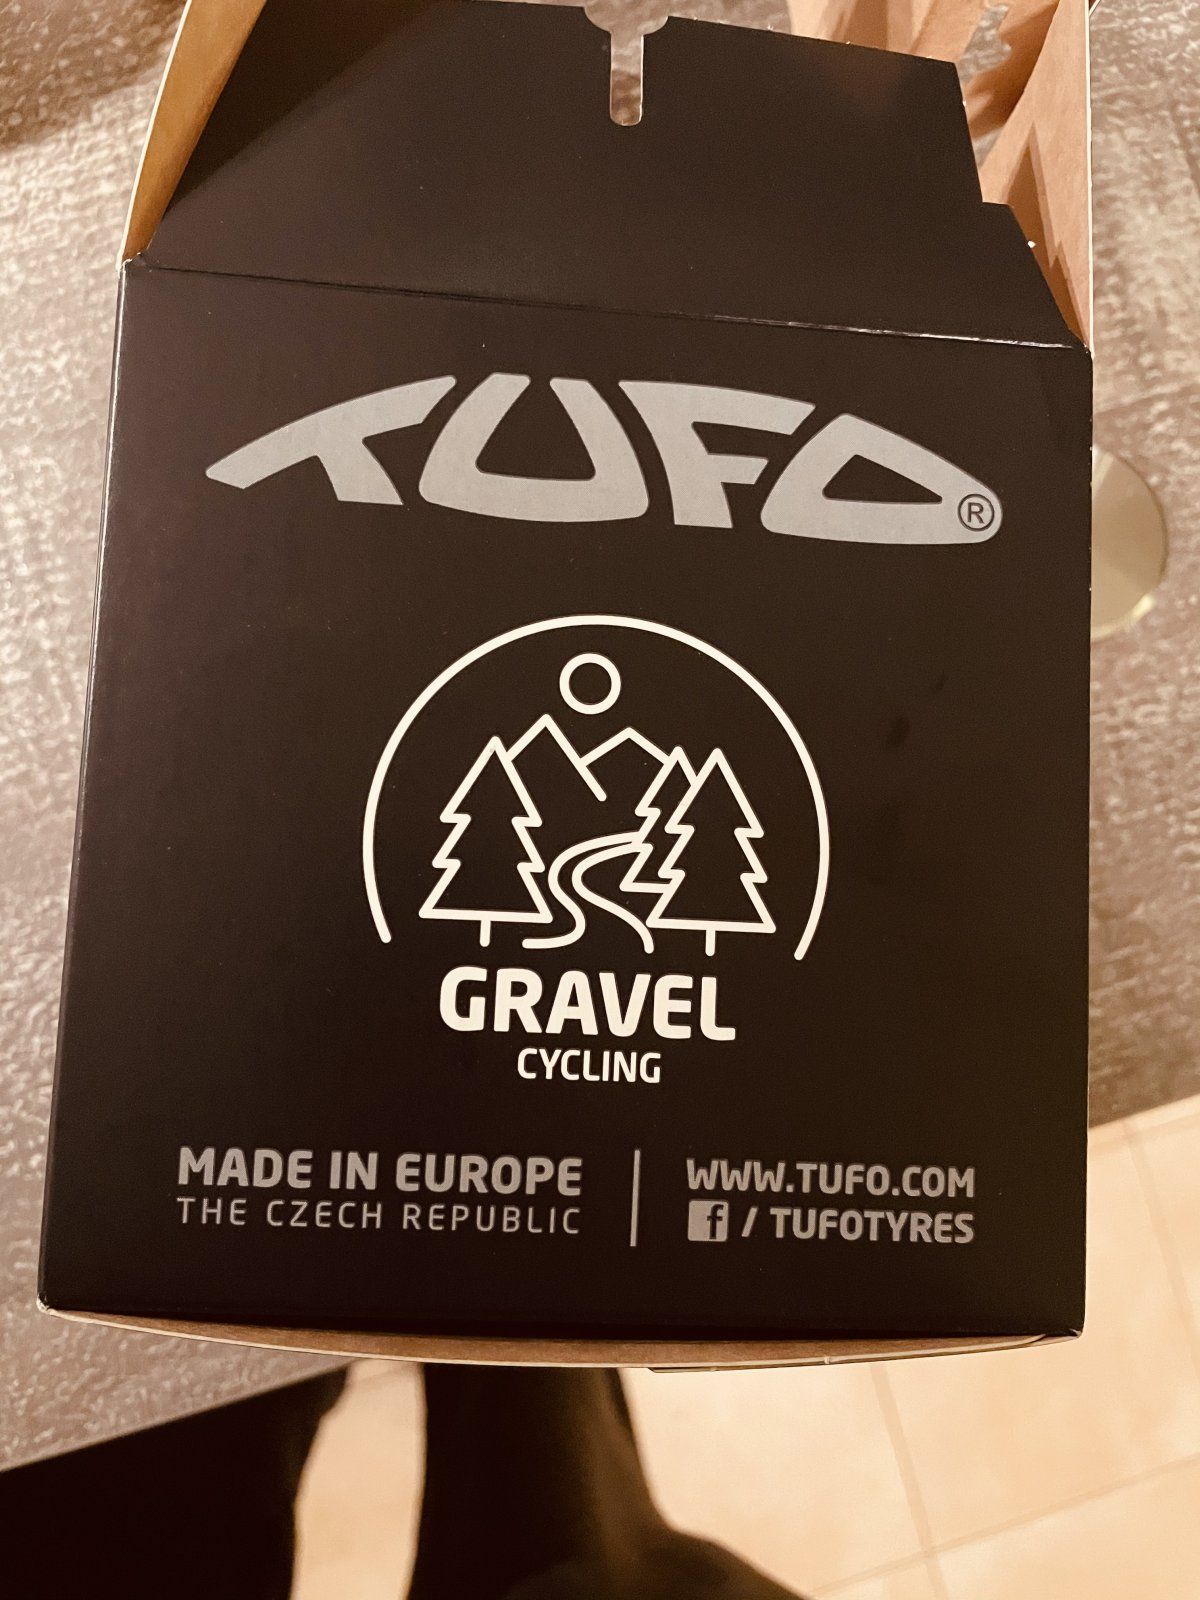 TUFO®
GRAVEL
CYCLING
MADE IN EUROPE
THE CZECH REPUBLIC
WWW.TUFO.COM
f / TUFOTYRES